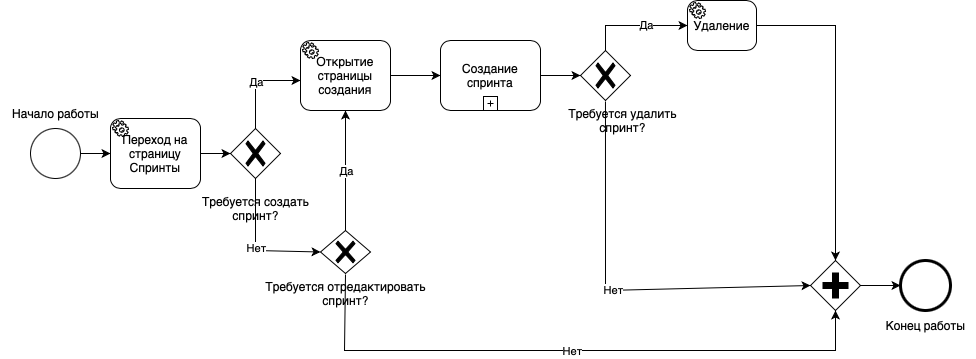 Начало работы
Переход на
страницу
Спринты
Требуется создать
спринт?
Да
Нет
Открытие
страницы
создания
Да
Требуется отредактировать
спринт?
Нет
Создание
спринта
Требуется удалить
спринт?
Да
Нет
Удаление
Конец работы